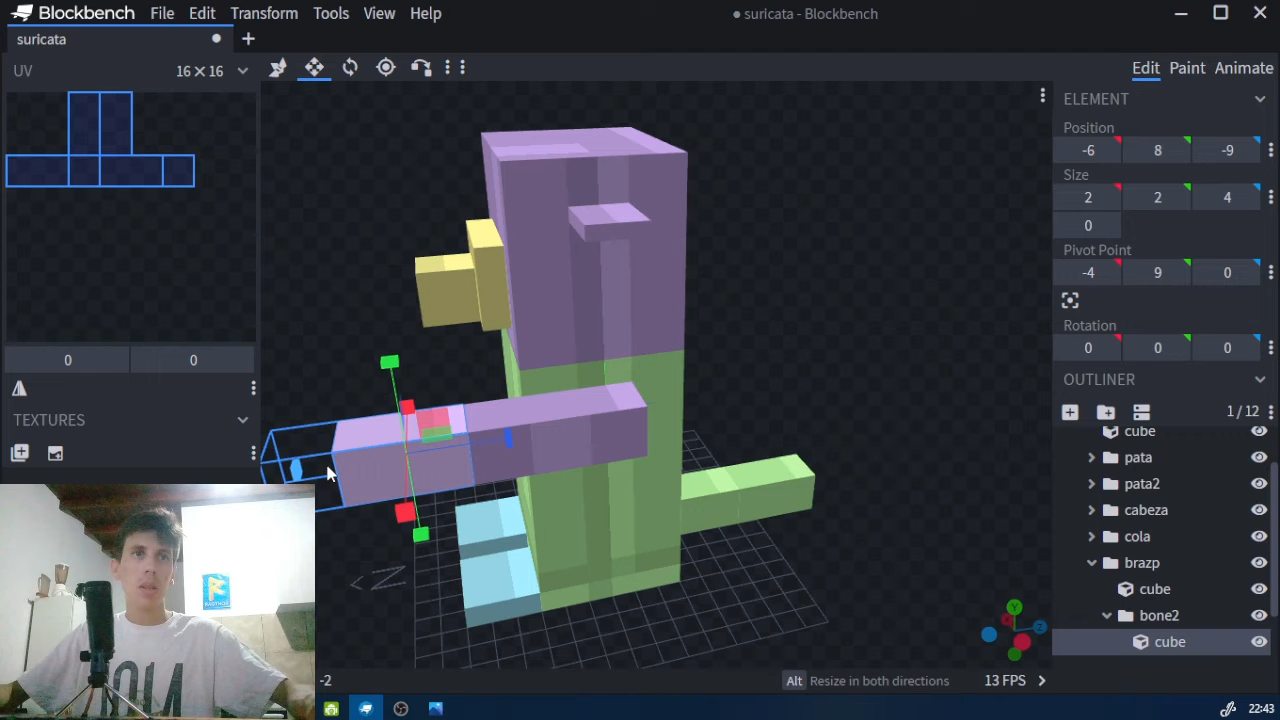 Blockbench File Edit Transform Tools View Help
suricata - Blockbench
suricata
UV 16×16
Edit Paint Animate
ELEMENT
Position
-6 8 -9
Size
2 2 4
0
Pivot Point
-4 9 0
Rotation
0 0 0
0 0
TEXTURES
OUTLINER
1 / 12
cube
pata
pata2
cabeza
cola
brazp
cube
bone2
cube
N
Y
X
Z
-2
Alt Resize in both directions
13 FPS
22:43